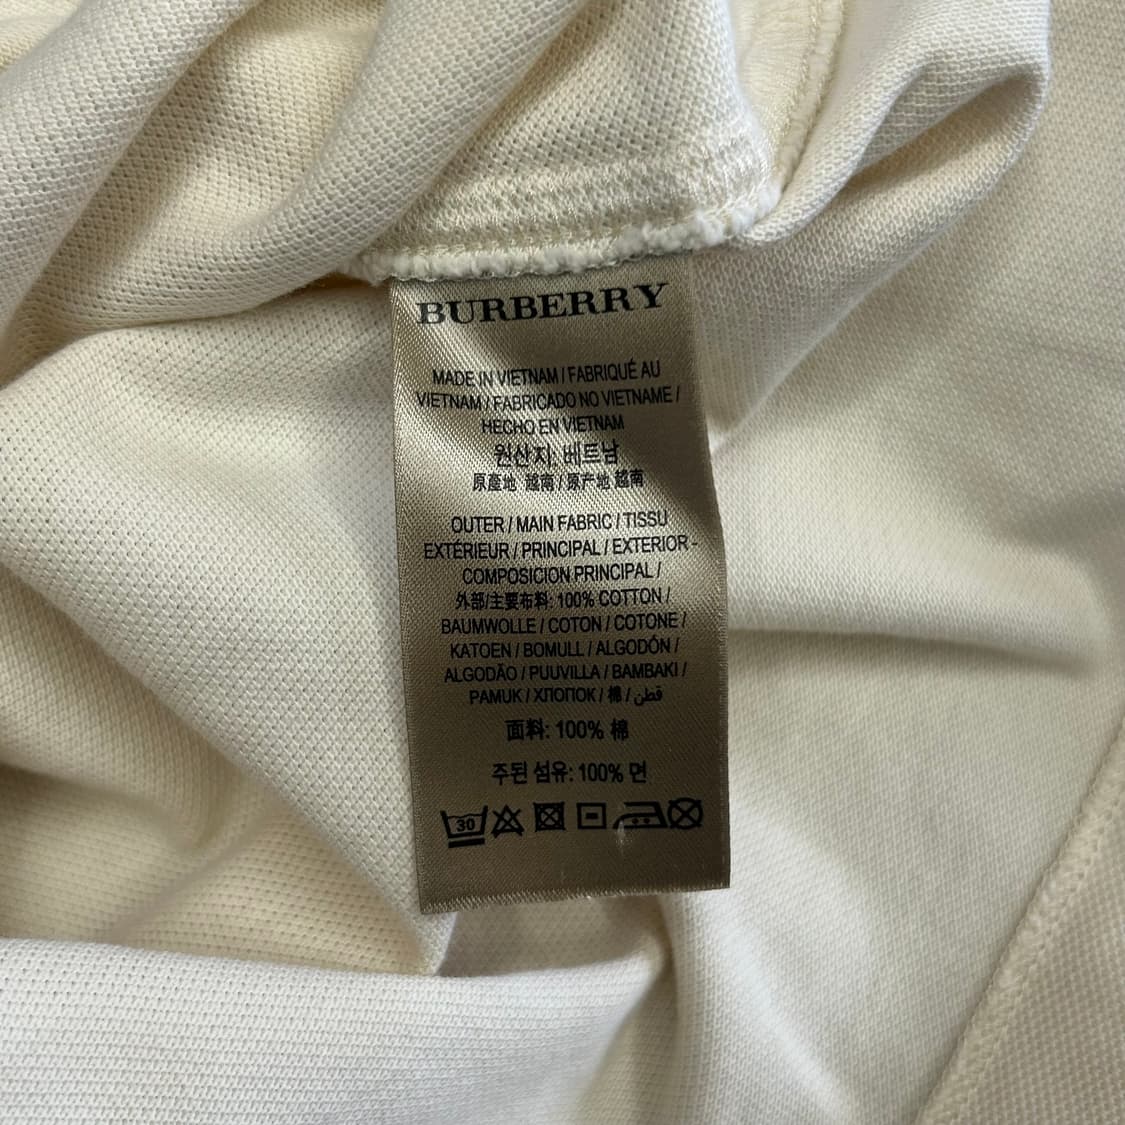 BURBERRY
MADE IN VIETNAM / FABRIQUÉ AU
VIETNAM / FABRICADO NO VIETNAME /
HECHO EN VIETNAM
원산지: 베트남
原產地 越南 / 原产地 越南
OUTER / MAIN FABRIC / TISSU
EXTÉRIEUR / PRINCIPAL / EXTERIOR -
COMPOSICION PRINCIPAL /
外部/主要布料: 100% COTTON /
BAUMWOLLE / COTON / COTONE /
KATOEN / BOMULL / ALGODÓN /
ALGODÃO / PUUVILLA / BAMBAKI /
PAMUK / ХЛОПОК / 棉 / قطن
面料: 100% 棉
주된 섬유: 100% 면
30